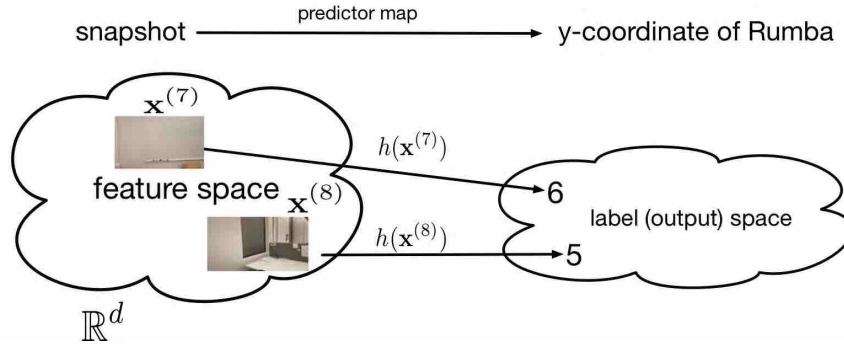 predictor map
snapshot
y-coordinate of Rumba
x^(7)
h(x^(7))
feature space
x^(8)
6
label (output) space
h(x^(8))
5
ℝ^d